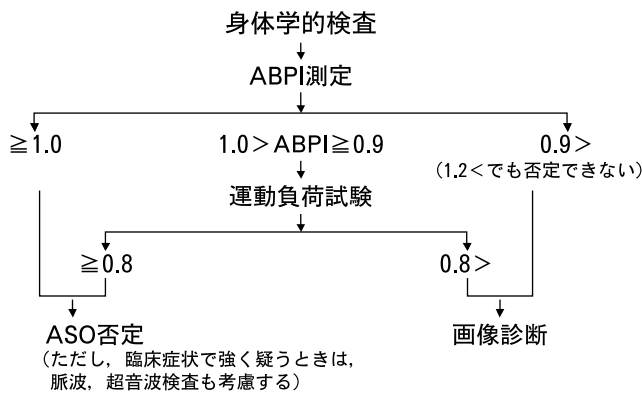 身体学的検査
ABPI測定
≧1.0
1.0＞ABPI≧0.9
0.9＞
（1.2＜でも否定できない）
運動負荷試験
≧0.8
0.8＞
ASO否定
（ただし，臨床症状で強く疑うときは，
脈波，超音波検査も考慮する）
画像診断